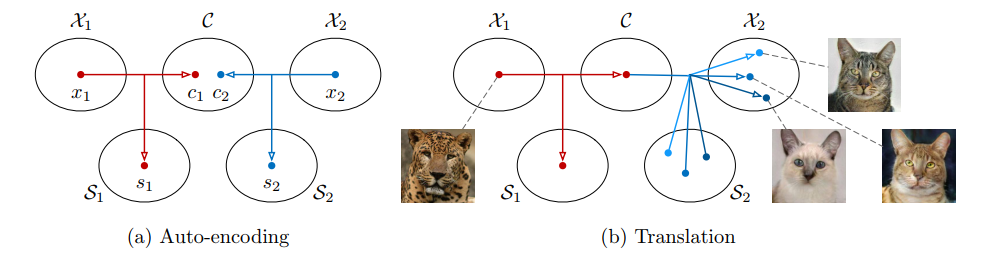 𝒳₁ 𝒞 𝒳₂
x₁ c₁ c₂ x₂
s₁ s₂
𝒮₁ 𝒮₂
(a) Auto-encoding
𝒳₁ 𝒞 𝒳₂
𝒮₁ 𝒮₂
(b) Translation